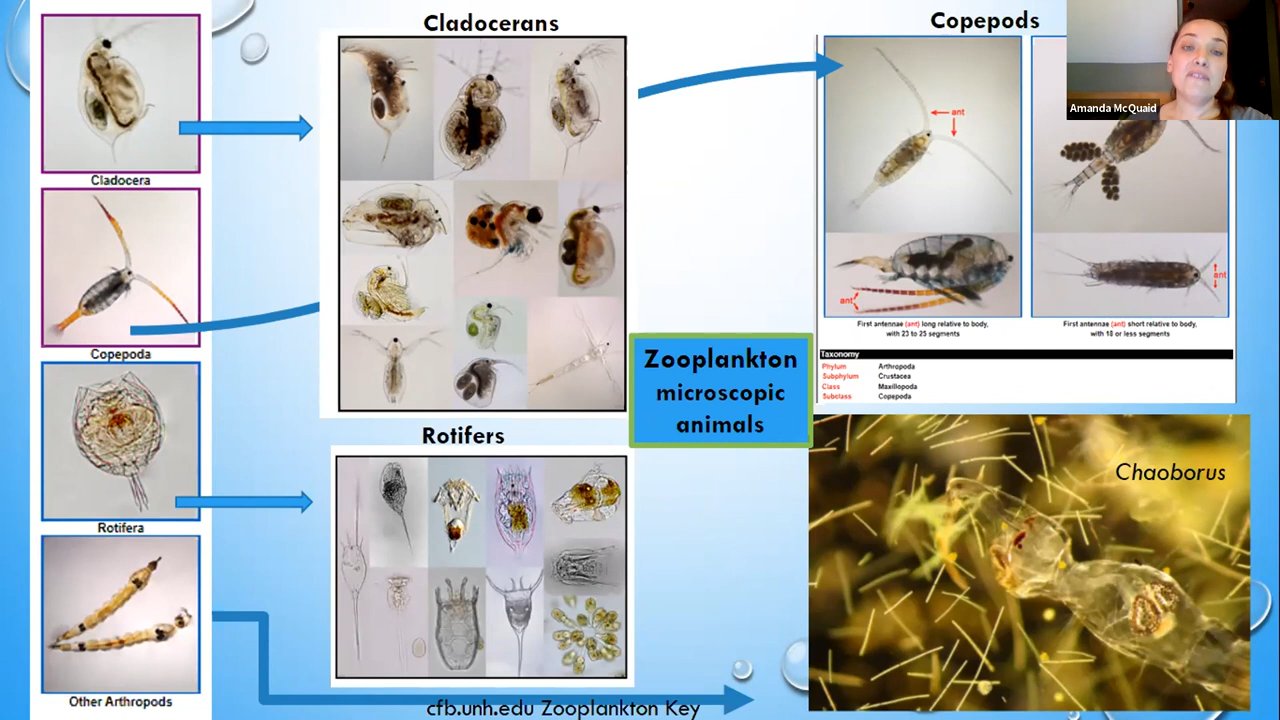 Cladocerans
Copepods
Amanda McQuaid
Cladocera
Copepoda
Rotifera
Other Arthropods
Rotifers
Zooplankton
microscopic
animals
ant
ant
ant
First antennae (ant) long relative to body,
with 23 to 25 segments
First antennae (ant) short relative to body,
with 18 or less segments
Taxonomy
Phylum Arthropoda
Subphylum Crustacea
Class Maxillopoda
Subclass Copepoda
Chaoborus
cfb.unh.edu Zooplankton Key